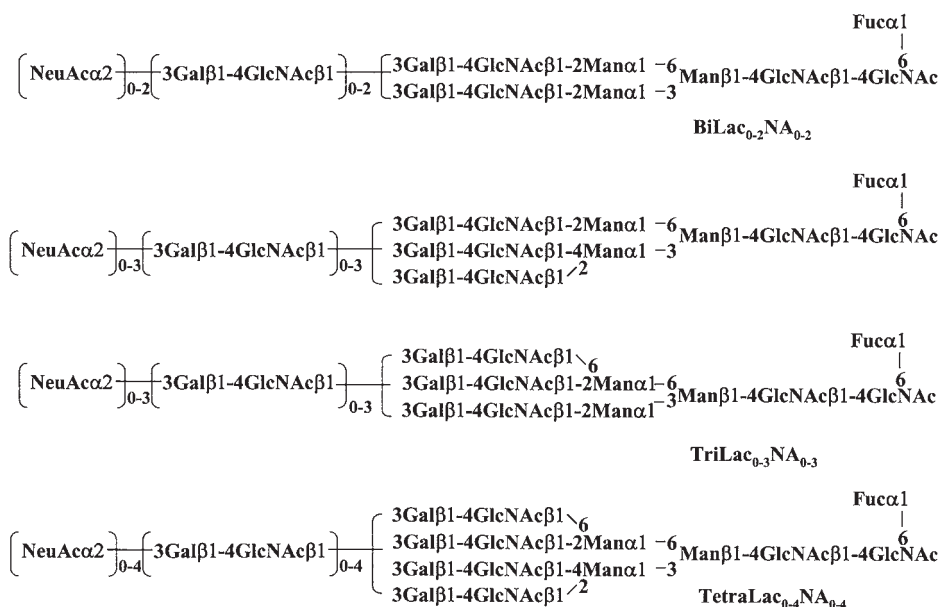 Fucα1
6
(NeuAcα2)0-2(3Galβ1-4GlcNAcβ1)0-2
3Galβ1-4GlcNAcβ1-2Manα1 -6
3Galβ1-4GlcNAcβ1-2Manα1 -3
Manβ1-4GlcNAcβ1-4GlcNAc
BiLac0-2NA0-2
Fucα1
6
(NeuAcα2)0-3(3Galβ1-4GlcNAcβ1)0-3
3Galβ1-4GlcNAcβ1-2Manα1 -6
3Galβ1-4GlcNAcβ1-4Manα1 -3
3Galβ1-4GlcNAcβ1/2
Manβ1-4GlcNAcβ1-4GlcNAc
Fucα1
6
(NeuAcα2)0-3(3Galβ1-4GlcNAcβ1)0-3
3Galβ1-4GlcNAcβ1\6
3Galβ1-4GlcNAcβ1-2Manα1-6
3Galβ1-4GlcNAcβ1-2Manα1-3
Manβ1-4GlcNAcβ1-4GlcNAc
TriLac0-3NA0-3
Fucα1
6
(NeuAcα2)0-4(3Galβ1-4GlcNAcβ1)0-4
3Galβ1-4GlcNAcβ1\6
3Galβ1-4GlcNAcβ1-2Manα1 -6
3Galβ1-4GlcNAcβ1-4Manα1 -3
3Galβ1-4GlcNAcβ1/2
Manβ1-4GlcNAcβ1-4GlcNAc
TetraLac0-4NA0-4